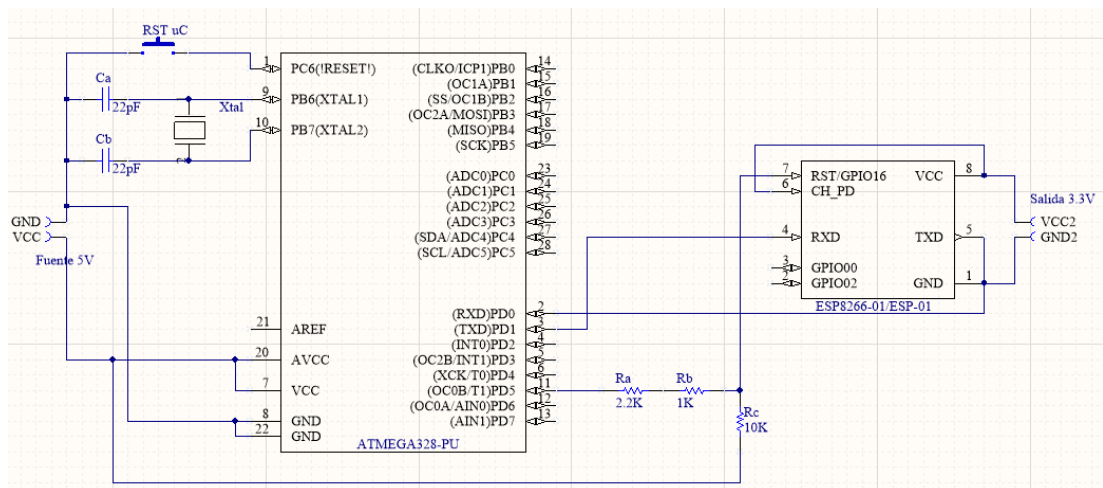 RST uC
1
PC6(!RESET!)
(CLKO/ICP1)PB0
14
(OC1A)PB1
15
Ca
22pF
Xtal
9
PB6(XTAL1)
(SS/OC1B)PB2
16
(OC2A/MOSI)PB3
17
10
PB7(XTAL2)
(MISO)PB4
18
(SCK)PB5
19
Cb
22pF
2
(ADC0)PC0
23
(ADC1)PC1
24
(ADC2)PC2
25
(ADC3)PC3
26
(SDA/ADC4)PC4
27
(SCL/ADC5)PC5
28
GND
VCC
Fuente 5V
7
RST/GPIO16
VCC
8
6
CH_PD
Salida 3.3V
VCC2
GND2
4
RXD
TXD
5
3
GPIO00
2
GPIO02
GND
1
ESP8266-01/ESP-01
(RXD)PD0
2
21
AREF
(TXD)PD1
3
(INT0)PD2
4
20
AVCC
(OC2B/INT1)PD3
5
(XCK/T0)PD4
6
7
VCC
(OC0B/T1)PD5
11
(OC0A/AIN0)PD6
12
8
GND
(AIN1)PD7
13
22
GND
ATMEGA328-PU
Ra
2.2K
Rb
1K
Rc
10K